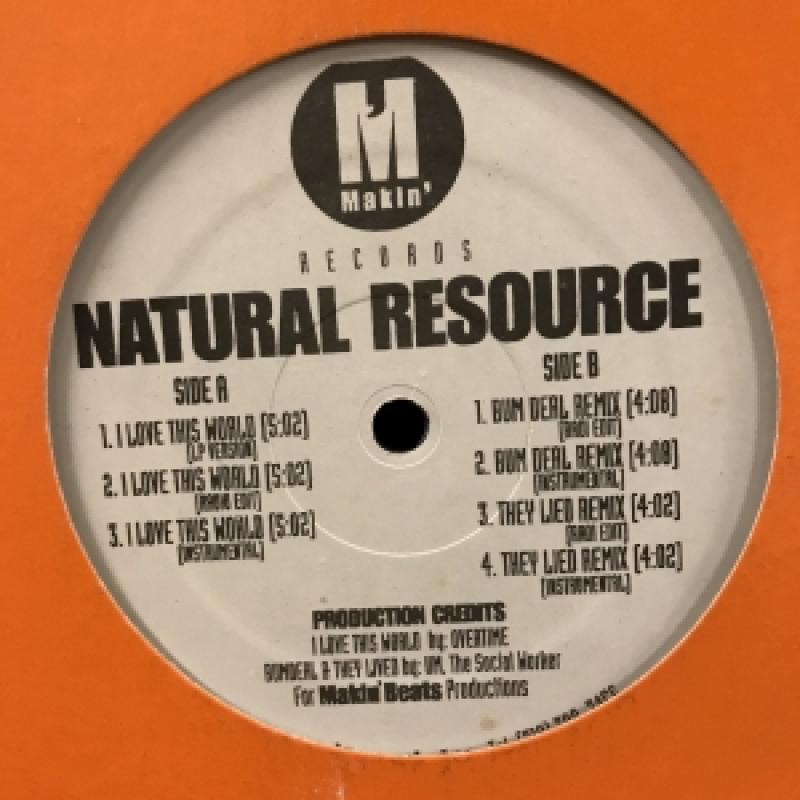 M
Makin'
RECORDS
NATURAL RESOURCE
SIDE A
1. I LOVE THIS WORLD [5:02]
[LP VERSION]
2. I LOVE THIS WORLD [5:02]
[RADIO EDIT]
3. I LOVE THIS WORLD [5:02]
[INSTRUMENTAL]
SIDE B
1. BUM DEAL REMIX [4:08]
[RADI EDIT]
2. BUM DEAL REMIX [4:08]
[INSTRUMENTAL]
3. THEY LIED REMIX [4:02]
[RADI EDIT]
4. THEY LIED REMIX [4:02]
[INSTRUMENTAL]
PRODUCTION CREDITS
I LOVE THIS WORLD by: OVERTIME
BUMDEAL & THEY LIVED by: UM, The Social Worker
For Makin' Beats Productions